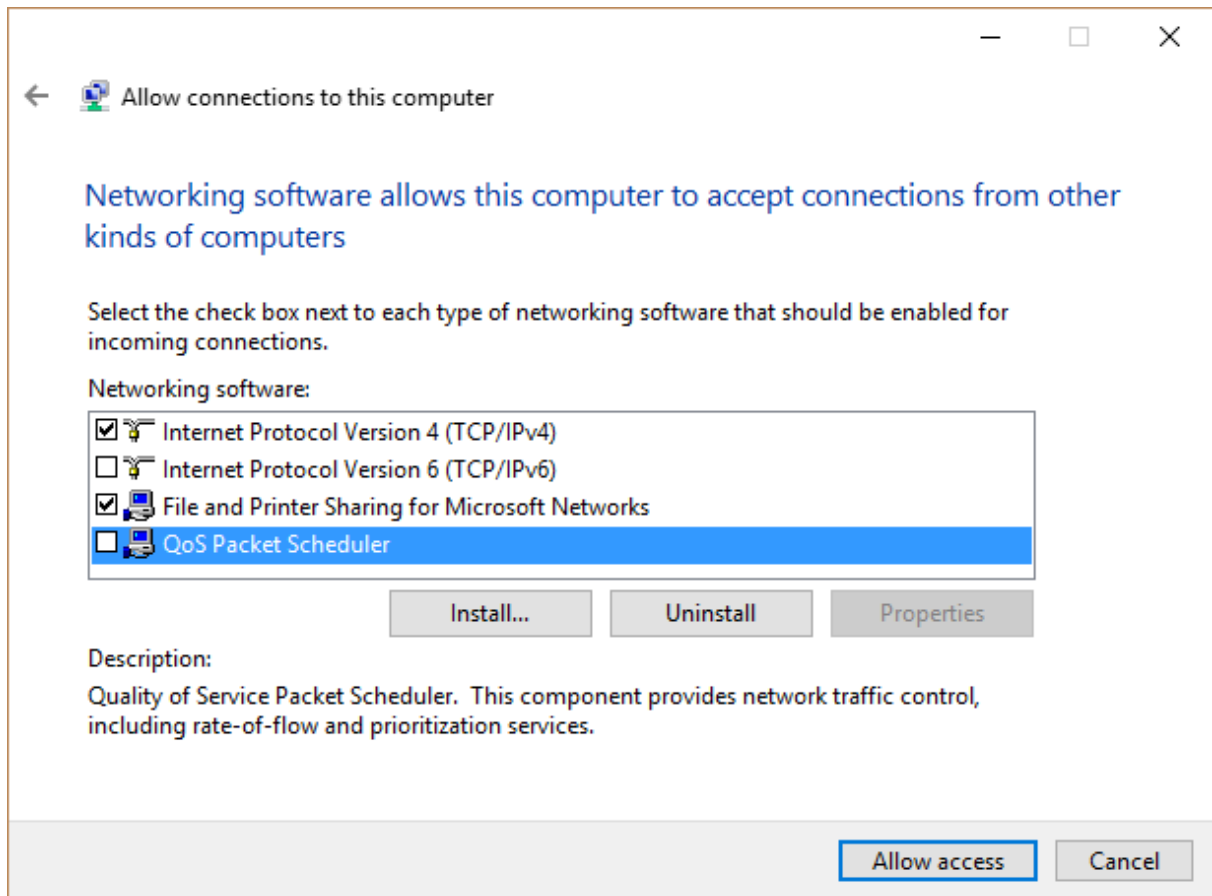 Allow connections to this computer
Networking software allows this computer to accept connections from other
kinds of computers
Select the check box next to each type of networking software that should be enabled for
incoming connections.
Networking software:
Internet Protocol Version 4 (TCP/IPv4)
Internet Protocol Version 6 (TCP/IPv6)
File and Printer Sharing for Microsoft Networks
QoS Packet Scheduler
Install... Uninstall Properties
Description:
Quality of Service Packet Scheduler.  This component provides network traffic control,
including rate-of-flow and prioritization services.
Allow access Cancel